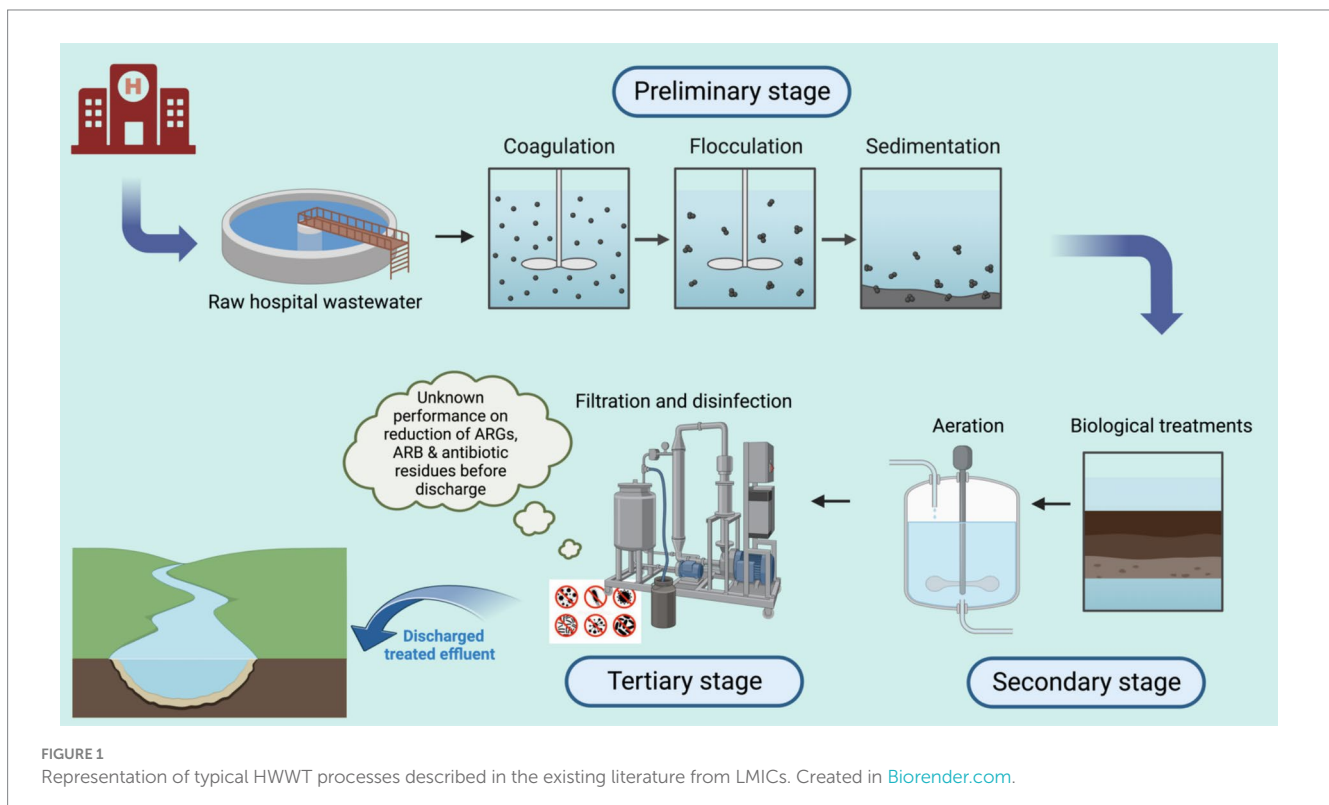 H
Preliminary stage
Coagulation
Flocculation
Sedimentation
Raw hospital wastewater
Unknown
performance on
reduction of ARGs,
ARB & antibiotic
residues before
discharge
Filtration and disinfection
Aeration
Biological treatments
Discharged
treated effluent
Tertiary stage
Secondary stage
FIGURE 1
Representation of typical HWWT processes described in the existing literature from LMICs. Created in Biorender.com.